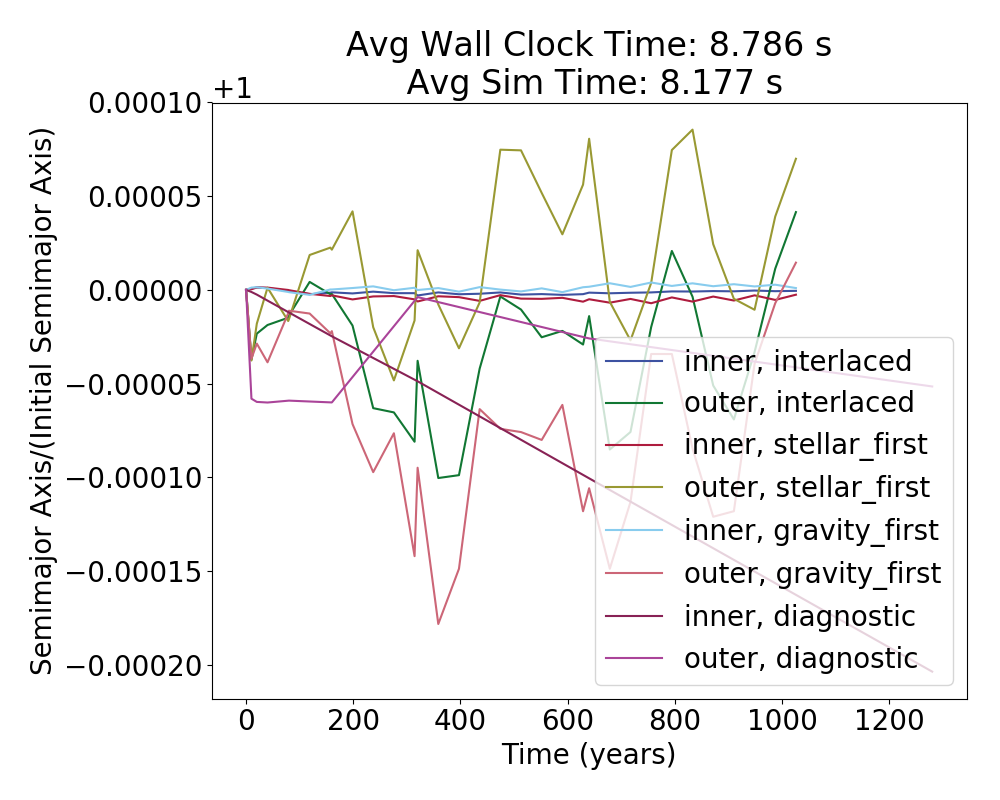 Avg Wall Clock Time: 8.786 s
Avg Sim Time: 8.177 s
+1
0.00010
0.00005
0.00000
−0.00005
−0.00010
−0.00015
−0.00020
Semimajor Axis/(Initial Semimajor Axis)
inner, interlaced
outer, interlaced
inner, stellar_first
outer, stellar_first
inner, gravity_first
outer, gravity_first
inner, diagnostic
outer, diagnostic
0 200 400 600 800 1000 1200
Time (years)